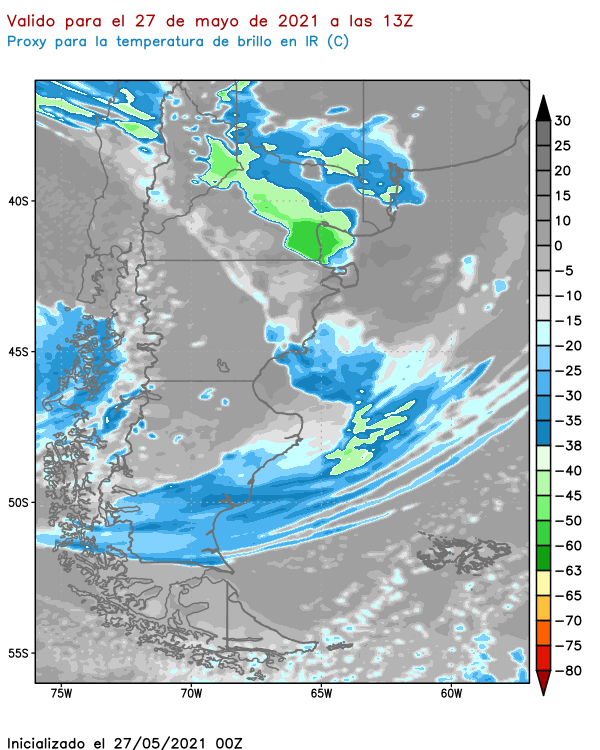 Valido para el 27 de mayo de 2021 a las 13Z
Proxy para la temperatura de brillo en IR (C)
30
25
20
15
10
0
−5
−10
−15
−20
−25
−30
−35
−38
−40
−45
−50
−60
−63
−65
−70
−75
−80
40S
45S
50S
55S
75W 70W 65W 60W
Inicializado el 27/05/2021 00Z